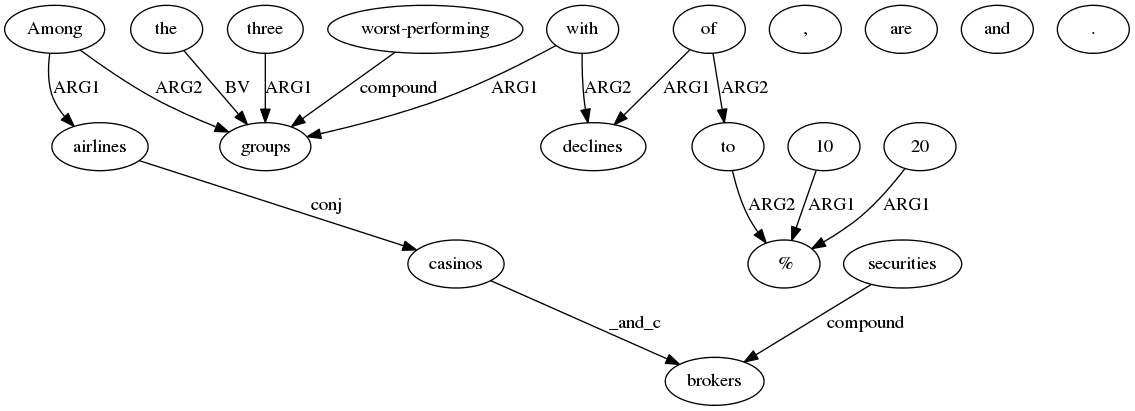 Among the three worst-performing with of , are and .
ARG1 ARG2 BV ARG1 compound ARG1 ARG2 ARG1 ARG2
airlines groups declines to 10 20
conj ARG2 ARG1 ARG1
casinos % securities
_and_c compound
brokers